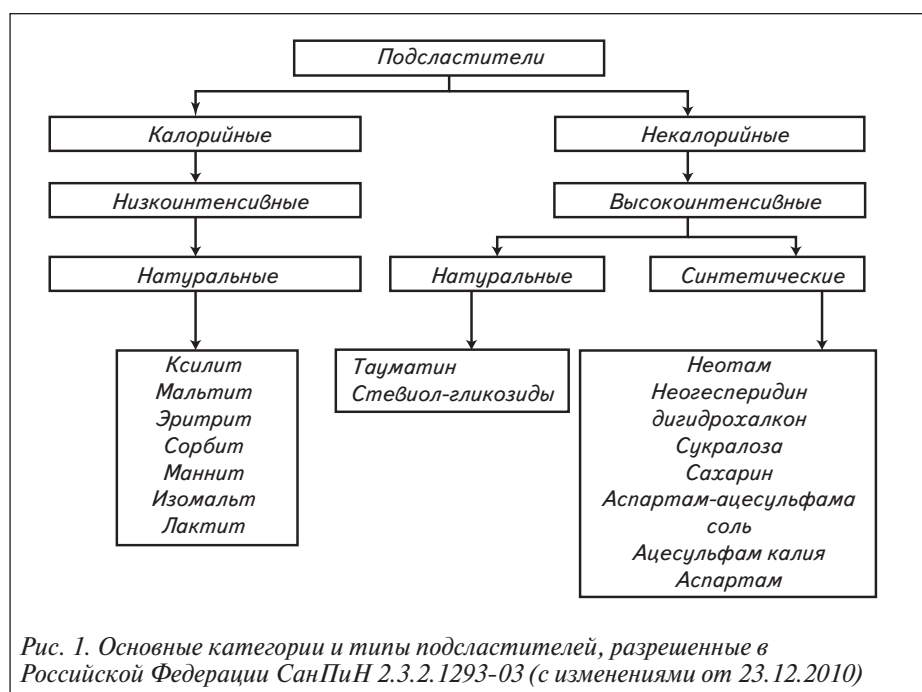 Подсластители
Калорийные
Некалорийные
Низкоинтенсивные
Высокоинтенсивные
Натуральные
Натуральные
Синтетические
Ксилит
Мальтит
Эритрит
Сорбит
Маннит
Изомальт
Лактит
Тауматин
Стевиол-гликозиды
Неотам
Неогесперидин
дигидрохалкон
Сукралоза
Сахарин
Аспартам-ацесульфама
соль
Ацесульфам калия
Аспартам
Рис. 1. Основные категории и типы подсластителей, разрешенные в
Российской Федерации СанПиН 2.3.2.1293-03 (с изменениями от 23.12.2010)